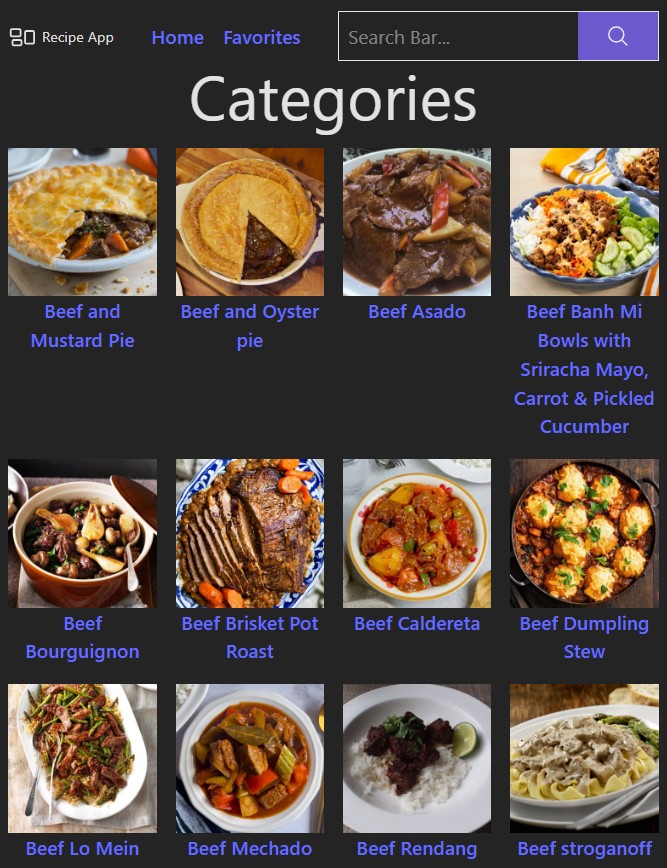 Recipe App Home Favorites Search Bar...
Categories
Beef and
Mustard Pie
Beef and Oyster
pie
Beef Asado
Beef Banh Mi
Bowls with
Sriracha Mayo,
Carrot & Pickled
Cucumber
Beef
Bourguignon
Beef Brisket Pot
Roast
Beef Caldereta
Beef Dumpling
Stew
Beef Lo Mein
Beef Mechado
Beef Rendang
Beef stroganoff